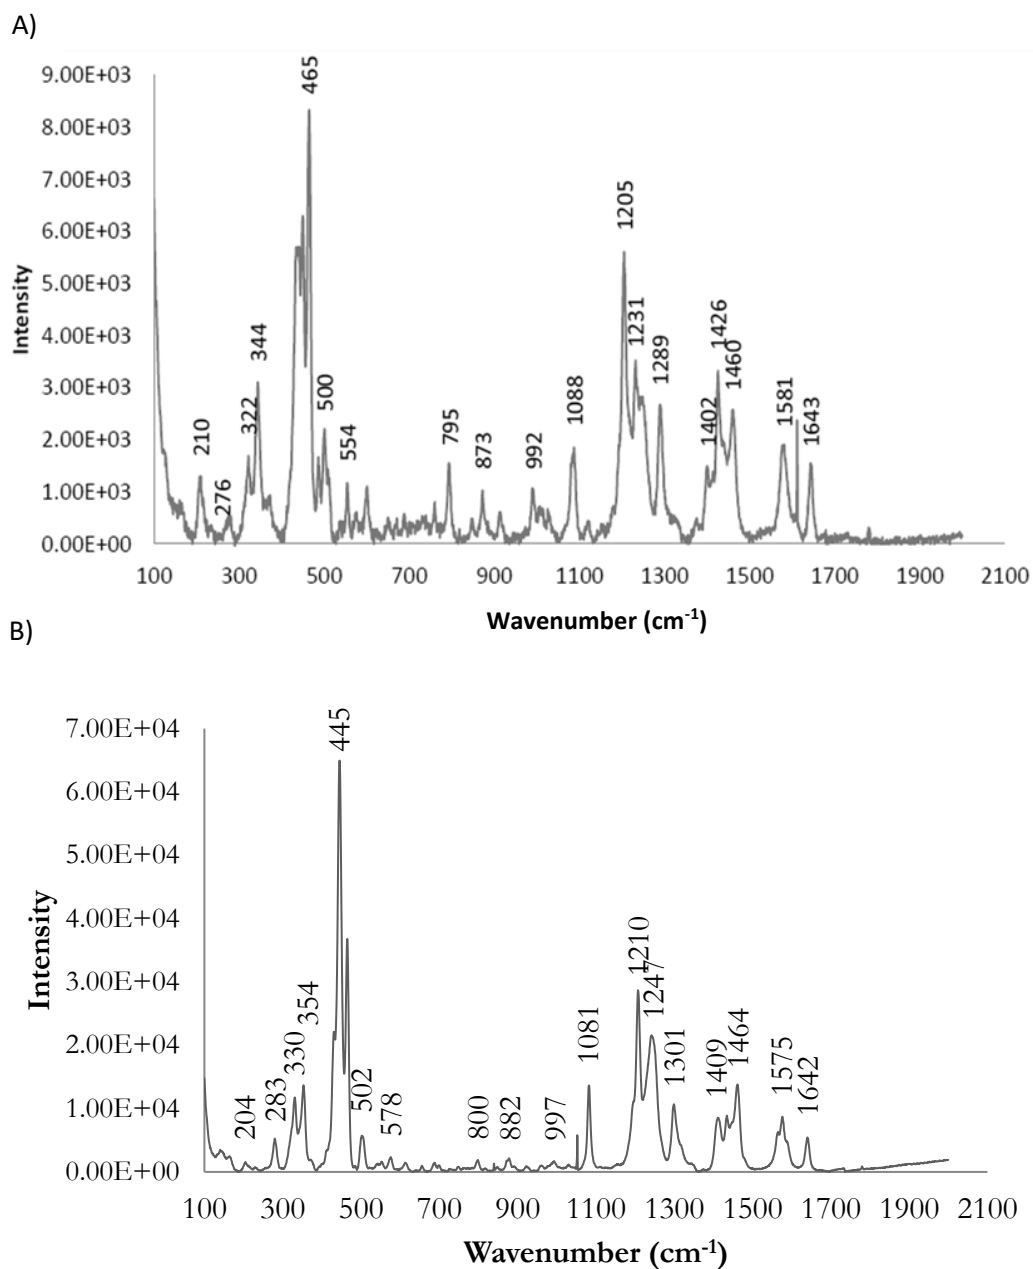 A)
9.00E+03
8.00E+03
7.00E+03
6.00E+03
5.00E+03
4.00E+03
3.00E+03
2.00E+03
1.00E+03
0.00E+00
Intensity
210
276
322
344
465
500
554
795
873
992
1088
1205
1231
1289
1402
1426
1460
1581
1643
100 300 500 700 900 1100 1300 1500 1700 1900 2100
Wavenumber (cm-1)
B)
7.00E+04
6.00E+04
5.00E+04
4.00E+04
3.00E+04
2.00E+04
1.00E+04
0.00E+00
Intensity
204
283
330
354
445
502
578
800
882
997
1081
1210
1247
1301
1409
1464
1575
1642
100 300 500 700 900 1100 1300 1500 1700 1900 2100
Wavenumber (cm-1)